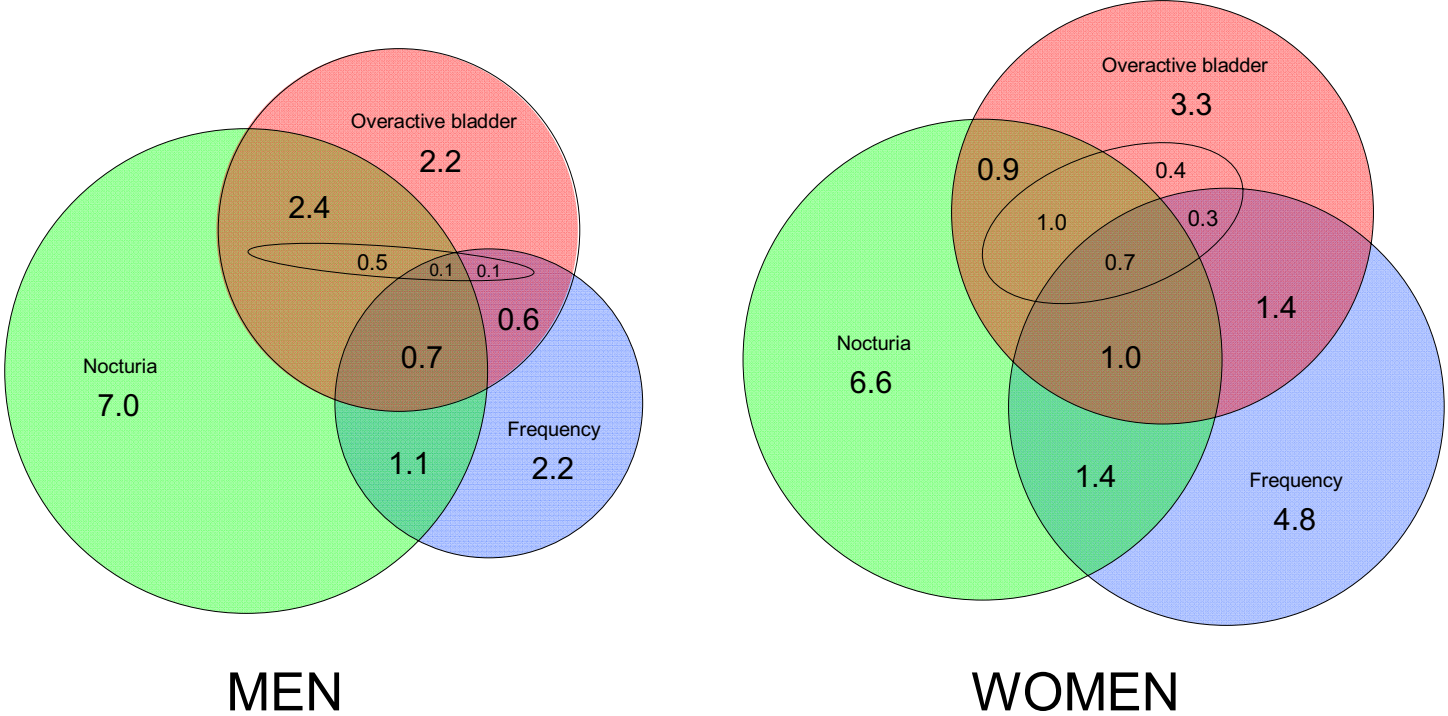 Overactive bladder
2.2
2.4
0.5
0.1
0.1
0.6
0.7
Nocturia
7.0
Frequency
2.2
1.1
MEN
Overactive bladder
3.3
0.9
0.4
1.0
0.3
0.7
1.4
Nocturia
6.6
1.0
1.4
Frequency
4.8
WOMEN